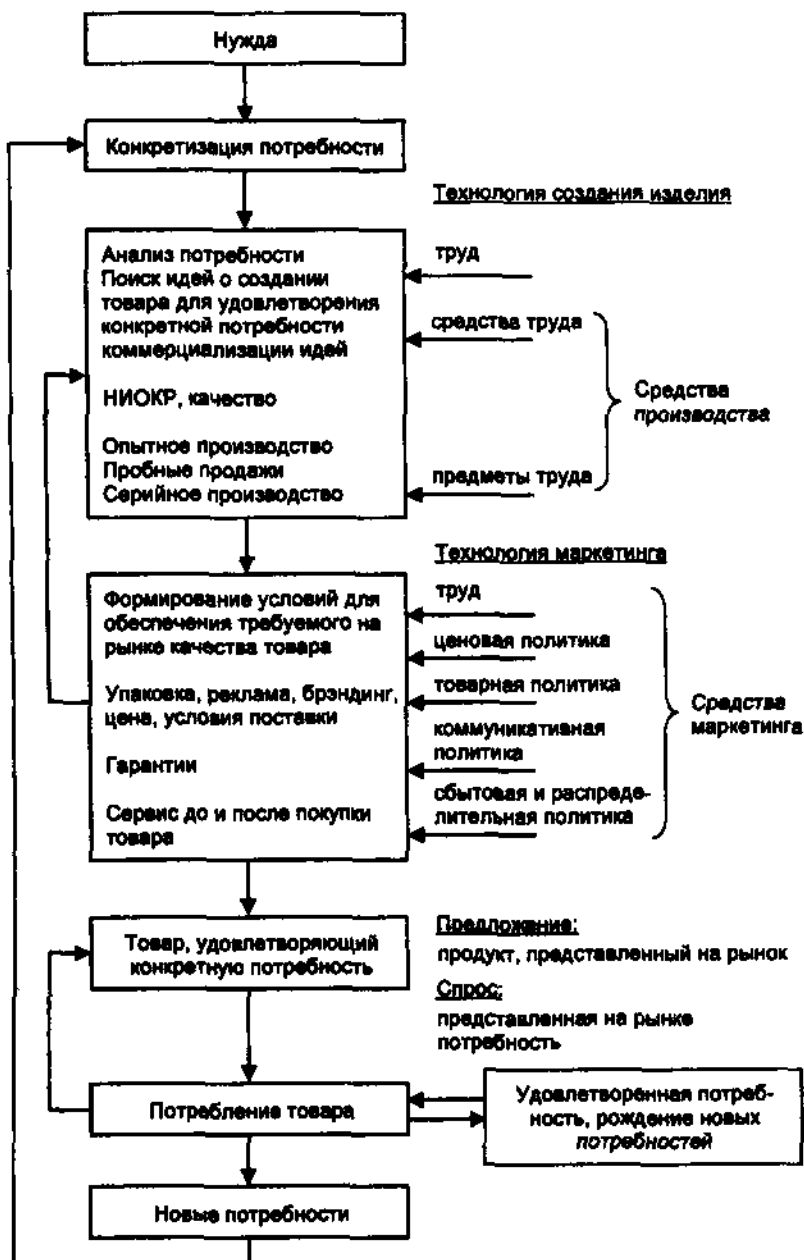 Нужда
Конкретизация потребности
Технология создания изделия
Анализ потребности
Поиск идей о создании
товара для удовлетворения
конкретной потребности
коммерциализации идей
НИОКР, качество
Опытное производство
Пробные продажи
Серийное производство
труд
средства труда
предметы труда
Средства
производства
Технология маркетинга
Формирование условий для
обеспечения требуемого на
рынке качества товара
Упаковка, реклама, брэндинг,
цена, условия поставки
Гарантии
Сервис до и после покупки
товара
труд
ценовая политика
товарная политика
коммуникативная
политика
сбытовая и распреде-
лительная политика
Средства
маркетинга
Товар, удовлетворяющий
конкретную потребность
Предложение:
продукт, представленный на рынок
Спрос:
представленная на рынке
потребность
Потребление товара
Удовлетворенная потреб-
ность, рождение новых
потребностей
Новые потребности